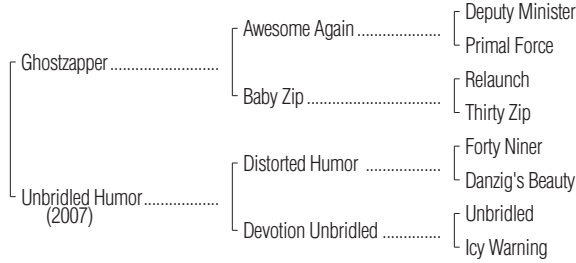 Deputy Minister
Awesome Again ..................
Primal Force
Ghostzapper ........................
Relaunch
Baby Zip .............................
Thirty Zip
Forty Niner
Distorted Humor ................
Danzig's Beauty
Unbridled Humor ................
(2007)
Unbridled
Devotion Unbridled .............
Icy Warning